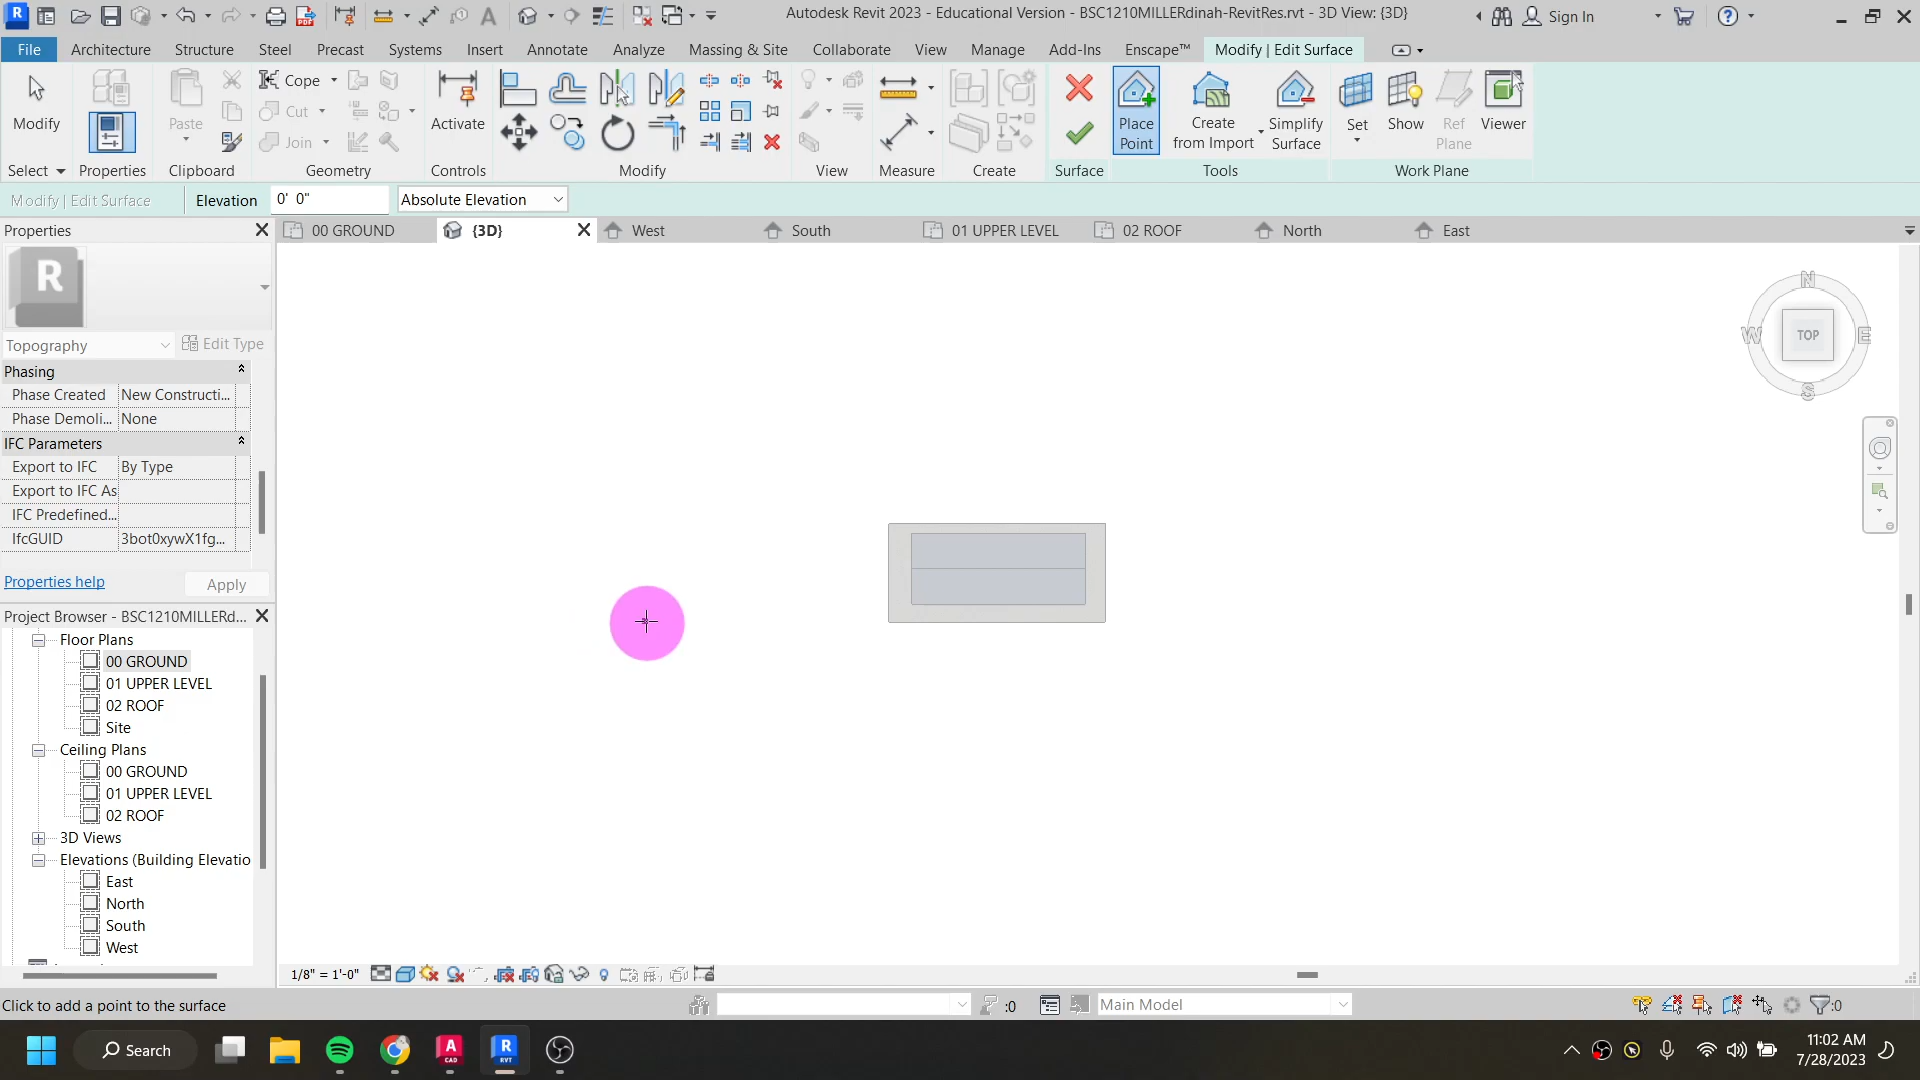 Autodesk Revit 2023 - Educational Version - BSC1210MILLERdinah-RevitRes.rvt - 3D View: {3D}
Sign In
File Architecture Structure Steel Precast Systems Insert Annotate Analyze Massing & Site Collaborate View Manage Add-Ins Enscape™ Modify | Edit Surface
Modify
Paste
Cope
Cut
Join
Activate
Place
Point
Create
from Import
Simplify
Surface
Set
Show
Ref
Plane
Viewer
Select Properties Clipboard Geometry Controls Modify View Measure Create Surface Tools Work Plane
Modify | Edit Surface Elevation 0' 0" Absolute Elevation
Properties
00 GROUND {3D} West South 01 UPPER LEVEL 02 ROOF North East
R
Topography Edit Type
Phasing
Phase Created New Constructi...
Phase Demoli... None
IFC Parameters
Export to IFC By Type
Export to IFC As
IFC Predefined...
IfcGUID 3bot0xywX1fg...
Properties help Apply
N
W TOP E
S
Project Browser - BSC1210MILLERd...
Floor Plans
00 GROUND
01 UPPER LEVEL
02 ROOF
Site
Ceiling Plans
00 GROUND
01 UPPER LEVEL
02 ROOF
3D Views
Elevations (Building Elevatio
East
North
South
West
1/8" = 1'-0"
Click to add a point to the surface :0 Main Model :0
Search
11:02 AM
7/28/2023